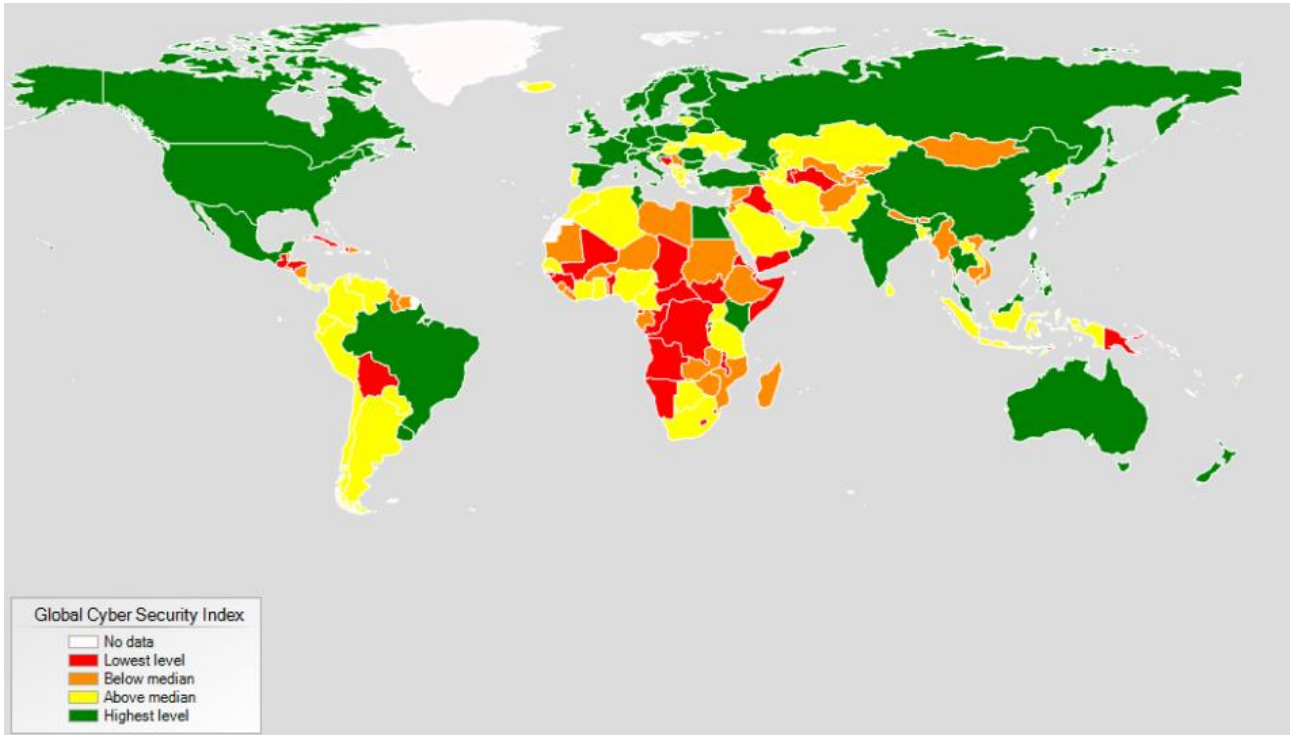 Global Cyber Security Index
No data
Lowest level
Below median
Above median
Highest level